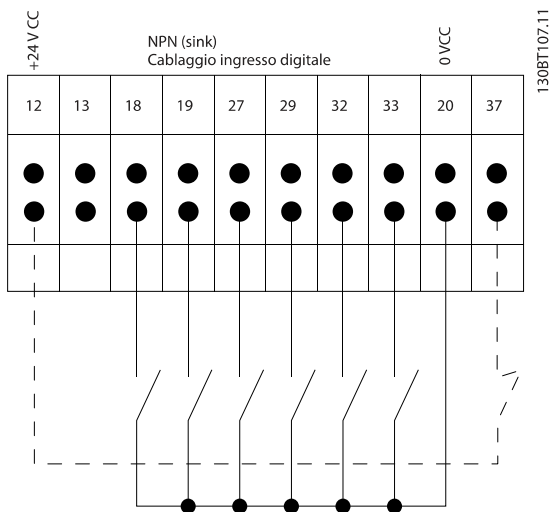 +24 V CC
NPN (sink)
Cablaggio ingresso digitale
0 VCC
130BT107.11
12 13 18 19 27 29 32 33 20 37